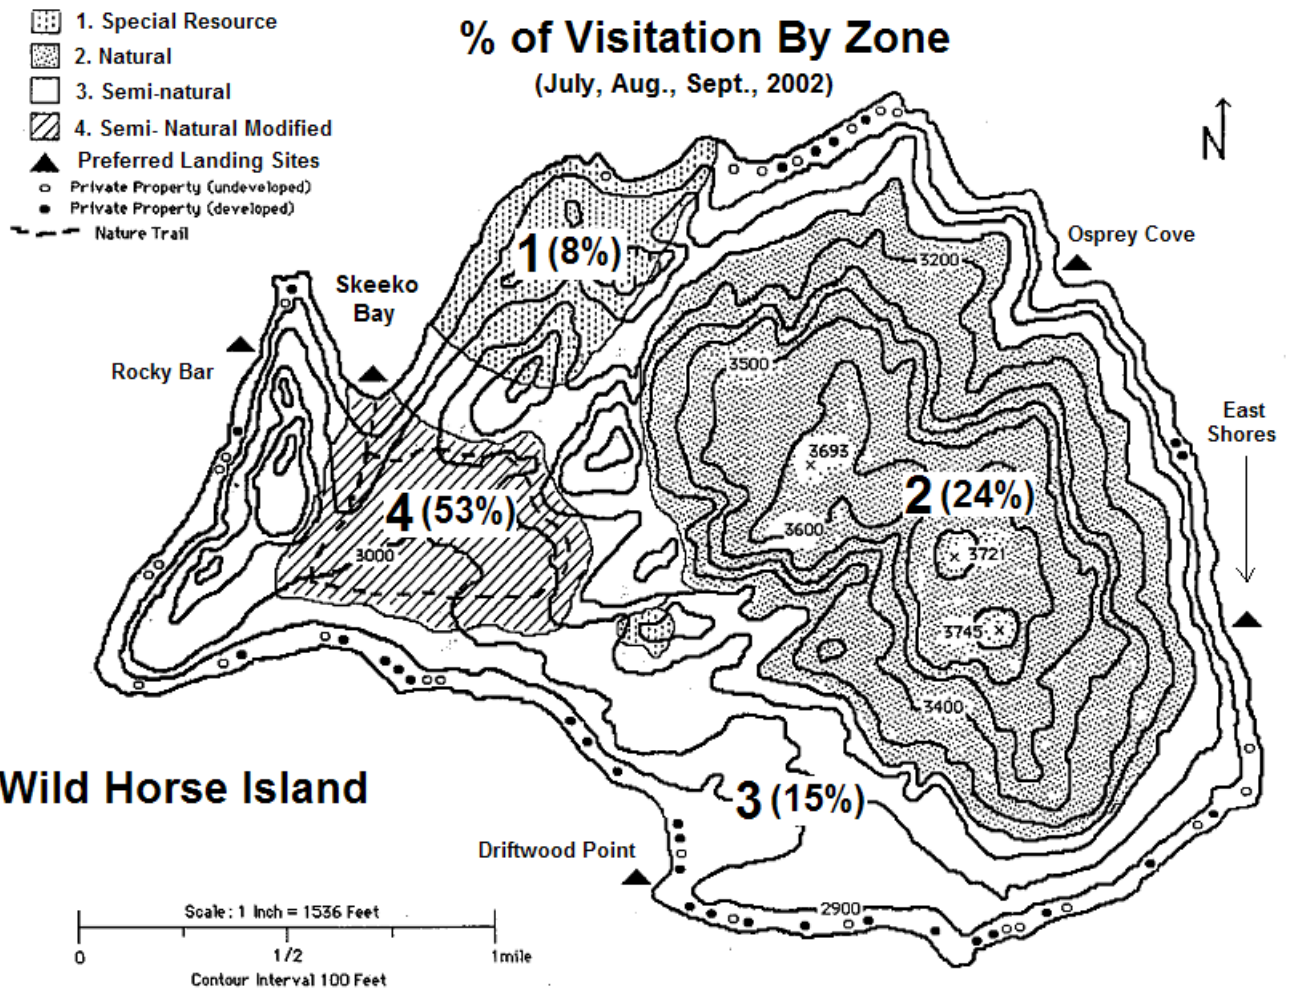 % of Visitation By Zone
(July, Aug., Sept., 2002)
1. Special Resource
2. Natural
3. Semi-natural
4. Semi- Natural Modified
Preferred Landing Sites
Private Property (undeveloped)
Private Property (developed)
Nature Trail
N
Osprey Cove
Skeeko
Bay
Rocky Bar
East
Shores
1 (8%)
3200
3500
3693
2 (24%)
4 (53%)
3600
3000
3721
3745
3400
Wild Horse Island
3 (15%)
Driftwood Point
2900
Scale: 1 Inch = 1536 Feet
0
1/2
1mile
Contour Interval 100 Feet